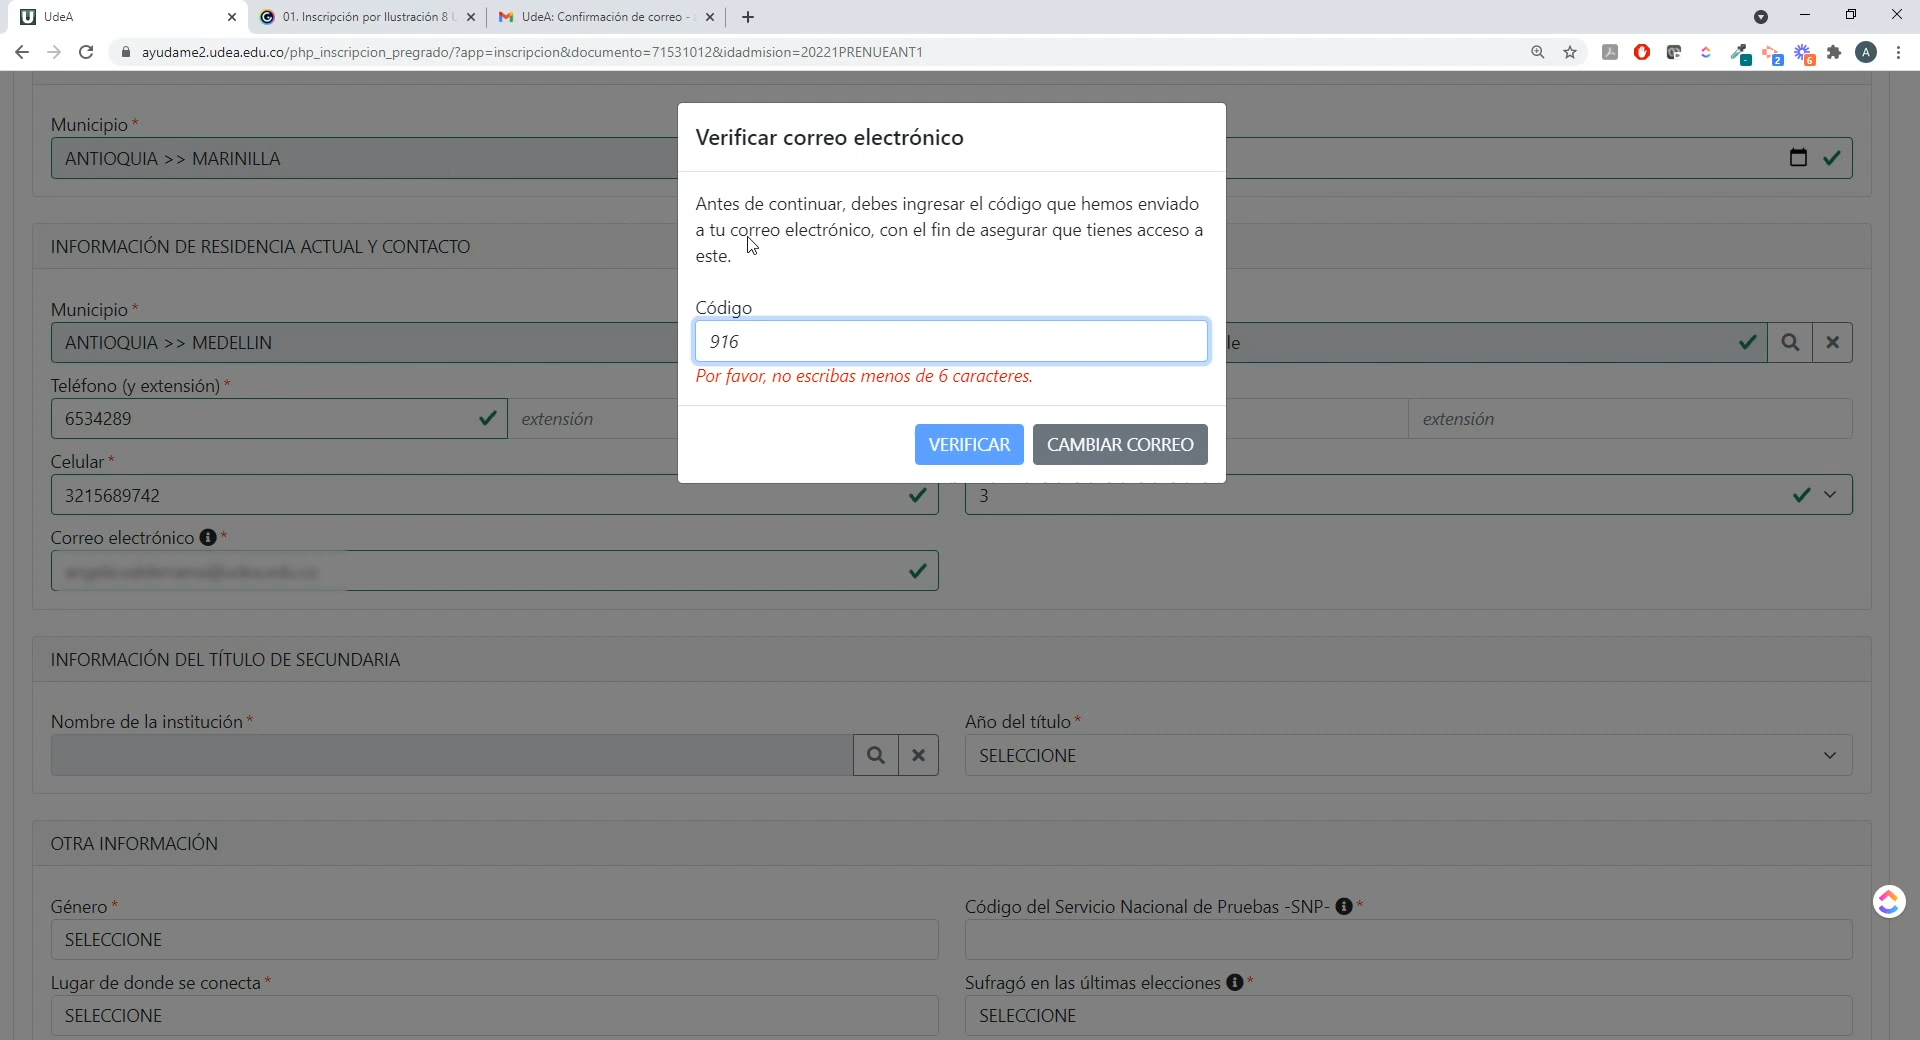 UdeA
01. Inscripción por Ilustración 8
UdeA: Confirmación de correo -
ayudame2.udea.edu.co/php_inscripcion_pregrado/?app=inscripcion&documento=71531012&idadmision=20221PRENUEANT1
2
6
A
Municipio *
ANTIOQUIA >> MARINILLA
INFORMACIÓN DE RESIDENCIA ACTUAL Y CONTACTO
Municipio *
ANTIOQUIA >> MEDELLIN
le
Teléfono (y extensión) *
6534289
extensión
extensión
Celular *
3215689742
3
Correo electrónico *
INFORMACIÓN DEL TÍTULO DE SECUNDARIA
Nombre de la institución *
Año del título *
SELECCIONE
OTRA INFORMACIÓN
Género *
Código del Servicio Nacional de Pruebas -SNP- *
SELECCIONE
Lugar de donde se conecta *
Sufragó en las últimas elecciones *
SELECCIONE
SELECCIONE
Verificar correo electrónico
Antes de continuar, debes ingresar el código que hemos enviado
a tu correo electrónico, con el fin de asegurar que tienes acceso a
este.
Código
916
Por favor, no escribas menos de 6 caracteres.
VERIFICAR
CAMBIAR CORREO